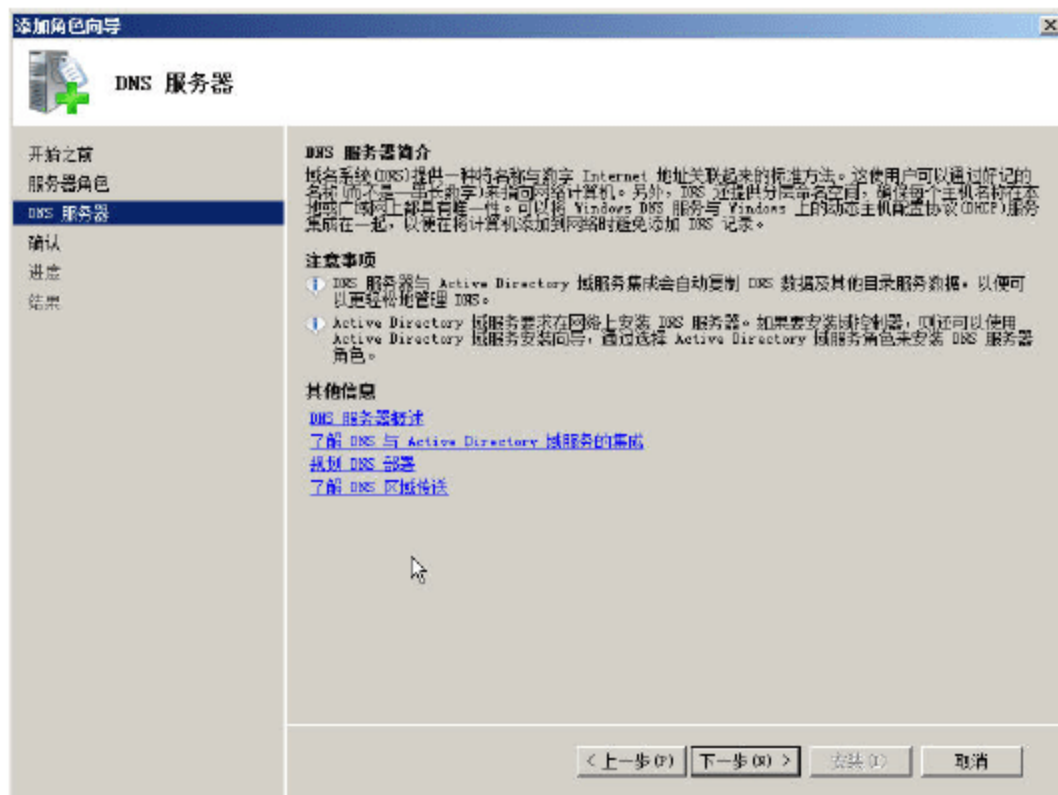 添加角色向导
DNS 服务器
开始之前
服务器角色
DNS 服务器
确认
进度
结果
DNS 服务器简介
域名系统(DNS)提供一种将名称与数字 Internet 地址关联起来的标准方法。这使用户可以通过好记的
名称(而不是一串长数字)来指向网络计算机。另外，DNS 还提供分层命名空间，确保每个主机名称在本
地或广域网上都具有唯一性。可以将 Windows DNS 服务与 Windows 上的动态主机配置协议(DHCP)服务
集成在一起，以便在将计算机添加到网络时避免添加 DNS 记录。
注意事项
DNS 服务器与 Active Directory 域服务集成会自动复制 DNS 数据及其他目录服务数据，以便可
以更轻松地管理 DNS。
Active Directory 域服务要求在网络上安装 DNS 服务器。如果要安装域控制器，则还可以使用
Active Directory 域服务安装向导，通过选择 Active Directory 域服务角色来安装 DNS 服务器
角色。
其他信息
DNS 服务器概述
了解 DNS 与 Active Directory 域服务的集成
规划 DNS 部署
了解 DNS 区域传送
< 上一步(P)
下一步(N) >
安装(I)
取消